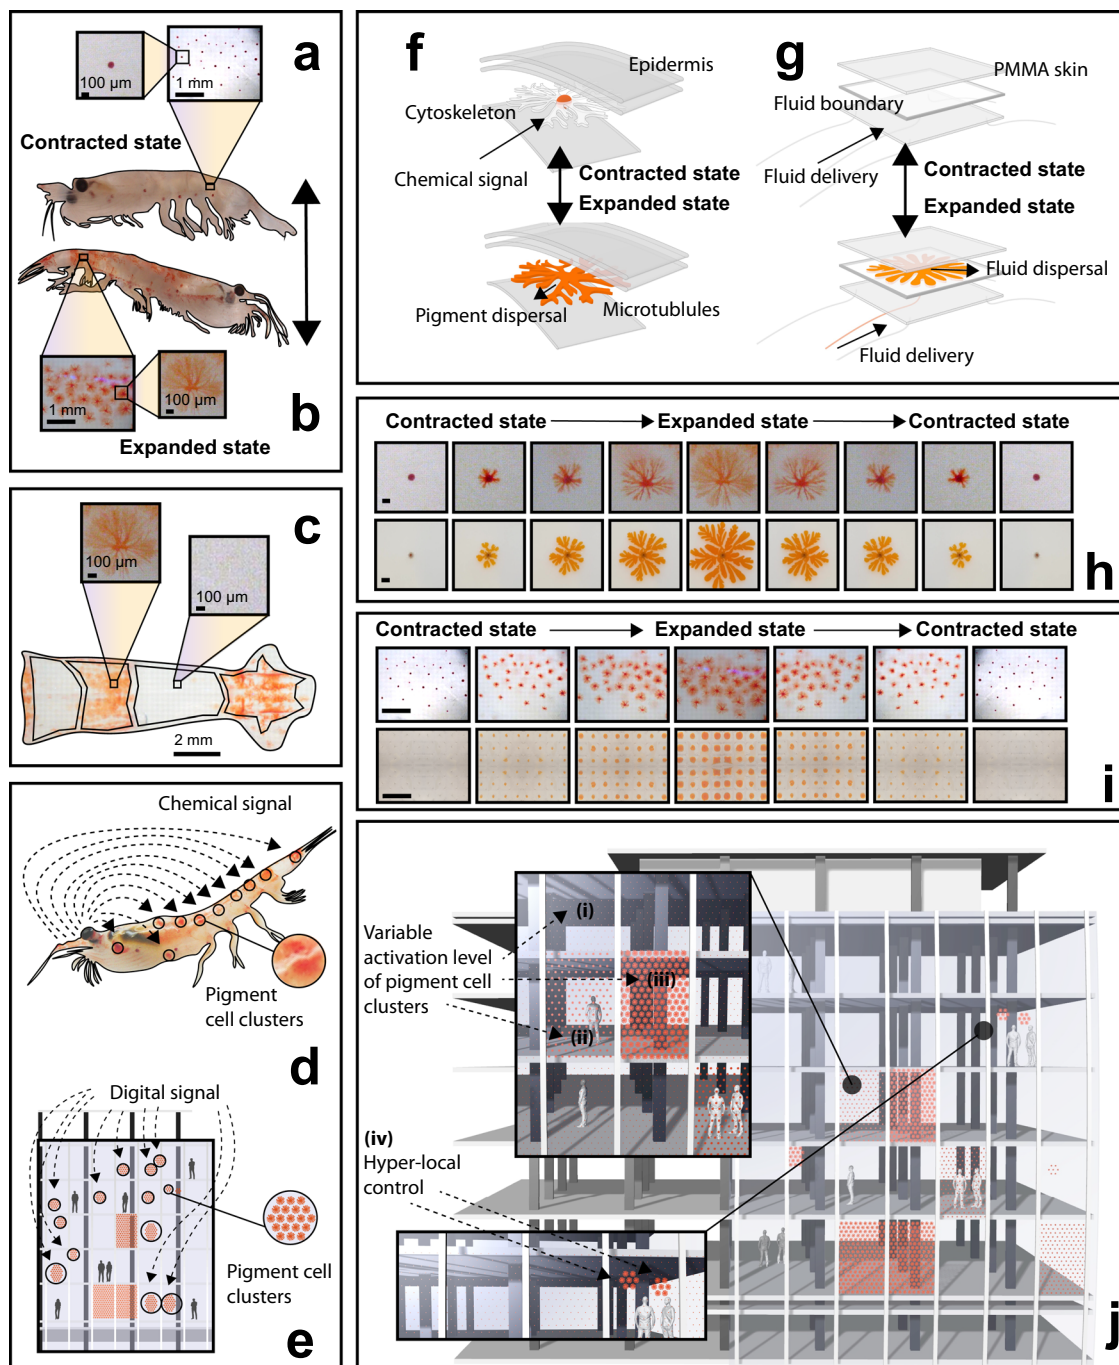 a
100 µm
1 mm
Contracted state
1 mm
100 µm
b
Expanded state
c
100 µm
100 µm
2 mm
Chemical signal
Pigment
cell clusters
d
Digital signal
Pigment cell
clusters
e
f
Epidermis
Cytoskeleton
Chemical signal
Contracted state
Expanded state
Pigment dispersal
Microtublules
g
PMMA skin
Fluid boundary
Fluid delivery
Contracted state
Expanded state
Fluid dispersal
Fluid delivery
Contracted state
Expanded state
Contracted state
h
Contracted state
Expanded state
Contracted state
i
Variable
activation level
of pigment cell
clusters
(i)
(iii)
(ii)
(iv)
Hyper-local
control
j